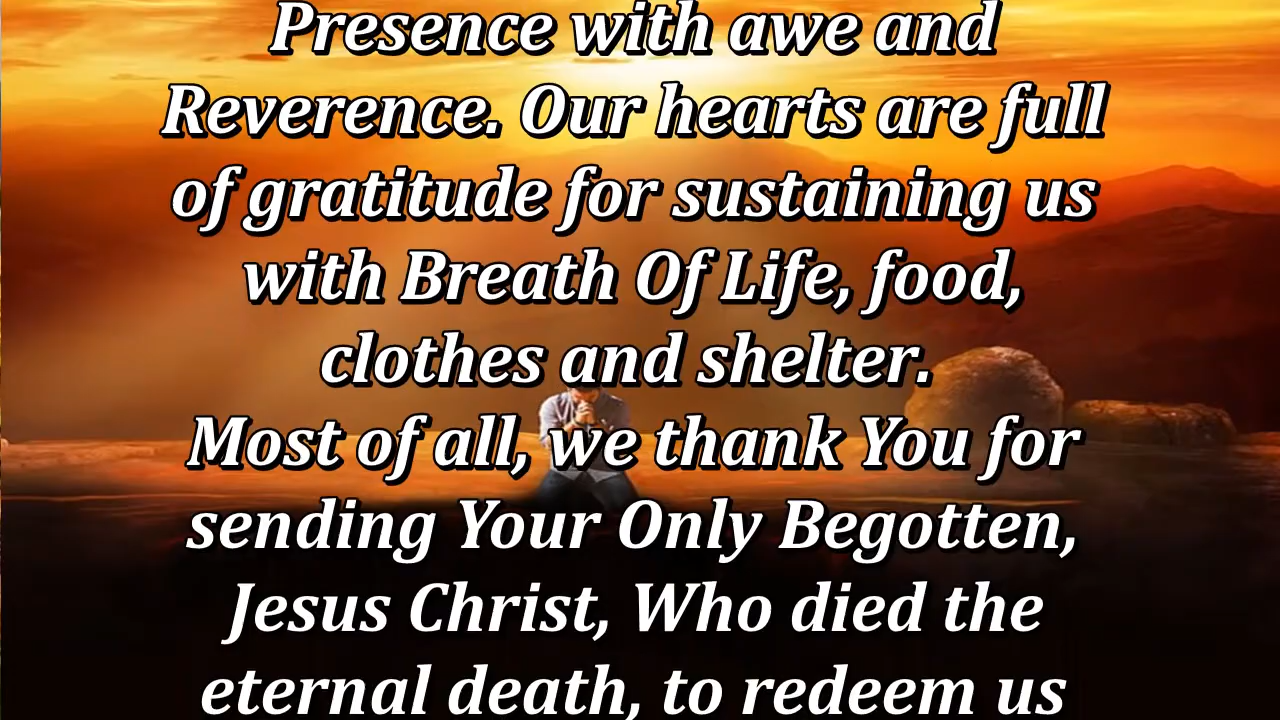 Presence with awe and
Reverence. Our hearts are full
of gratitude for sustaining us
with Breath Of Life, food,
clothes and shelter.
Most of all, we thank You for
sending Your Only Begotten,
Jesus Christ, Who died the
eternal death, to redeem us